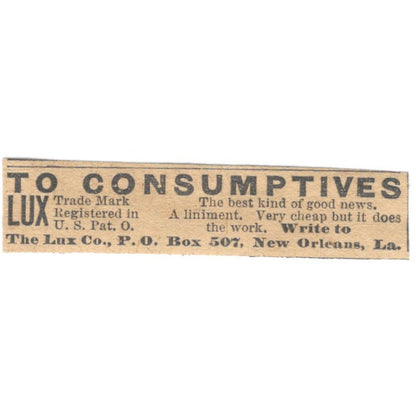 TO CONSUMPTIVES
LUX Trade Mark Registered in U. S. Pat. O.
The best kind of good news.
A liniment. Very cheap but it does
the work. Write to
The Lux Co., P. O. Box 507, New Orleans, La.